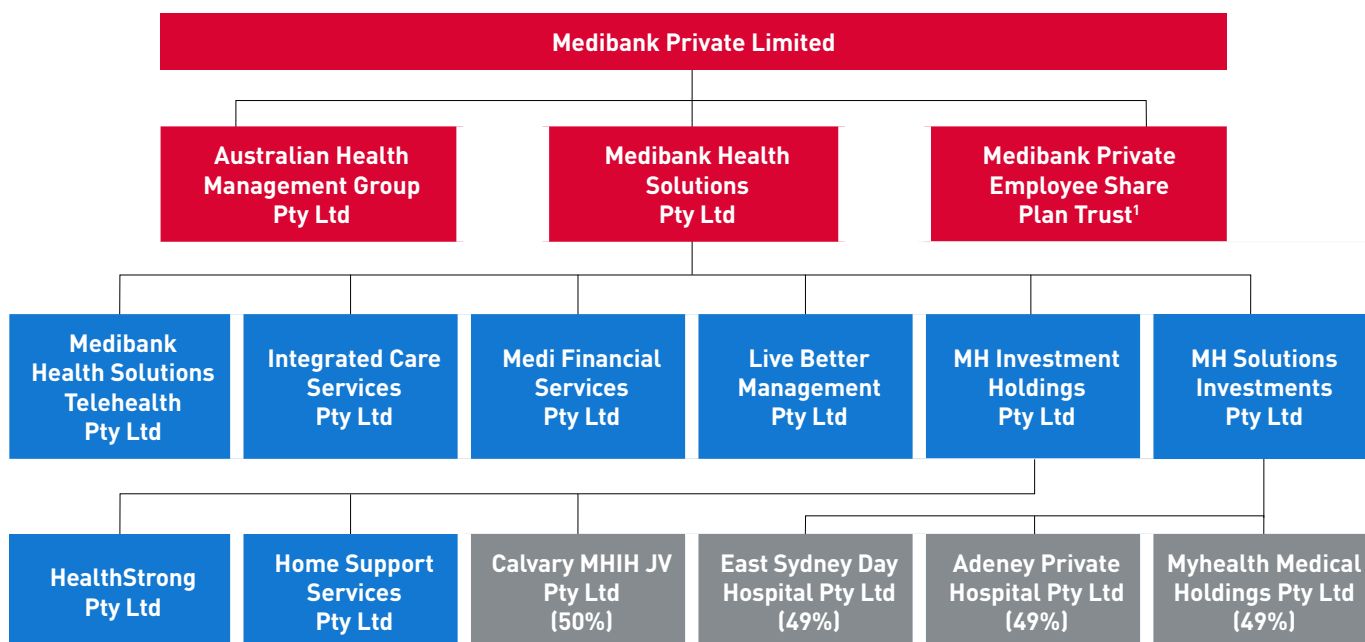 Medibank Private Limited
Australian Health
Management Group
Pty Ltd
Medibank Health
Solutions
Pty Ltd
Medibank Private
Employee Share
Plan Trust¹
Medibank
Health Solutions
Telehealth
Pty Ltd
Integrated Care
Services
Pty Ltd
Medi Financial
Services
Pty Ltd
Live Better
Management
Pty Ltd
MH Investment
Holdings
Pty Ltd
MH Solutions
Investments
Pty Ltd
HealthStrong
Pty Ltd
Home Support
Services
Pty Ltd
Calvary MHIH JV
Pty Ltd
(50%)
East Sydney Day
Hospital Pty Ltd
(49%)
Adeney Private
Hospital Pty Ltd
(49%)
Myhealth Medical
Holdings Pty Ltd
(49%)